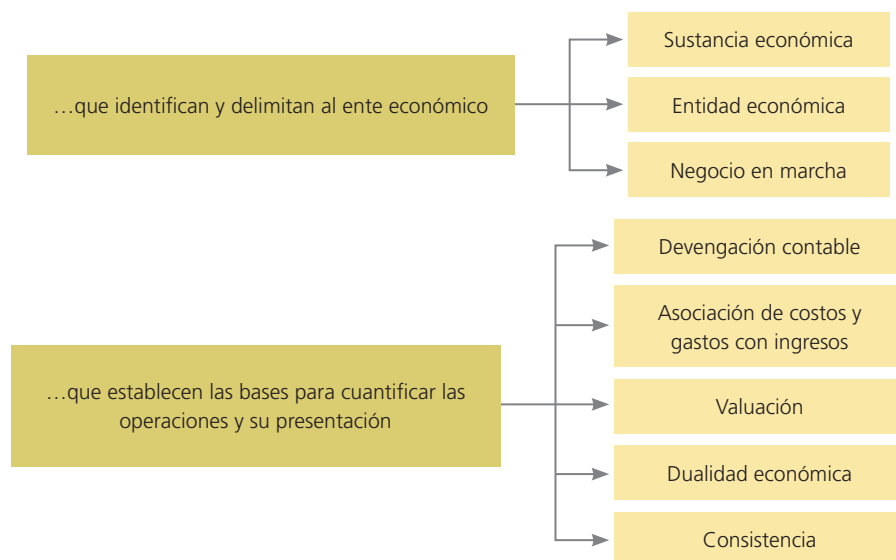 …que identifican y delimitan al ente económico
Sustancia económica
Entidad económica
Negocio en marcha
…que establecen las bases para cuantificar las
operaciones y su presentación
Devengación contable
Asociación de costos y
gastos con ingresos
Valuación
Dualidad económica
Consistencia